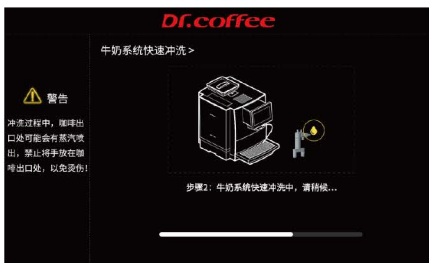 Dr.coffee
牛奶系统快速冲洗 >
警告
冲洗过程中，咖啡出
口处可能会有蒸汽喷
出，禁止将手放在咖
啡出口处，以免烫伤!
步骤2：牛奶系统快速冲洗中，请稍候...